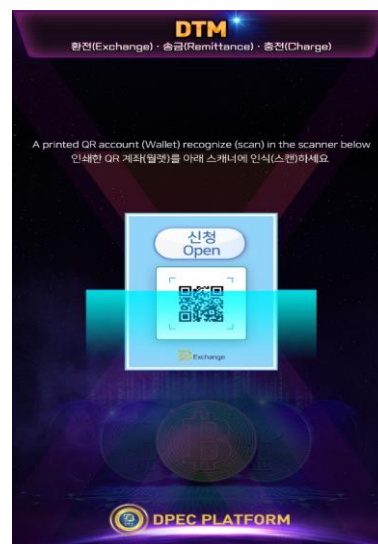 DTM
환전(Exchange) · 송금(Remittance) · 충전(Charge)
A printed QR account (Wallet) recognize (scan) in the scanner below
인쇄한 QR 계좌(월렛)를 아래 스캐너에 인식(스캔)하세요
신청
Open
Exchange
DPEC PLATFORM